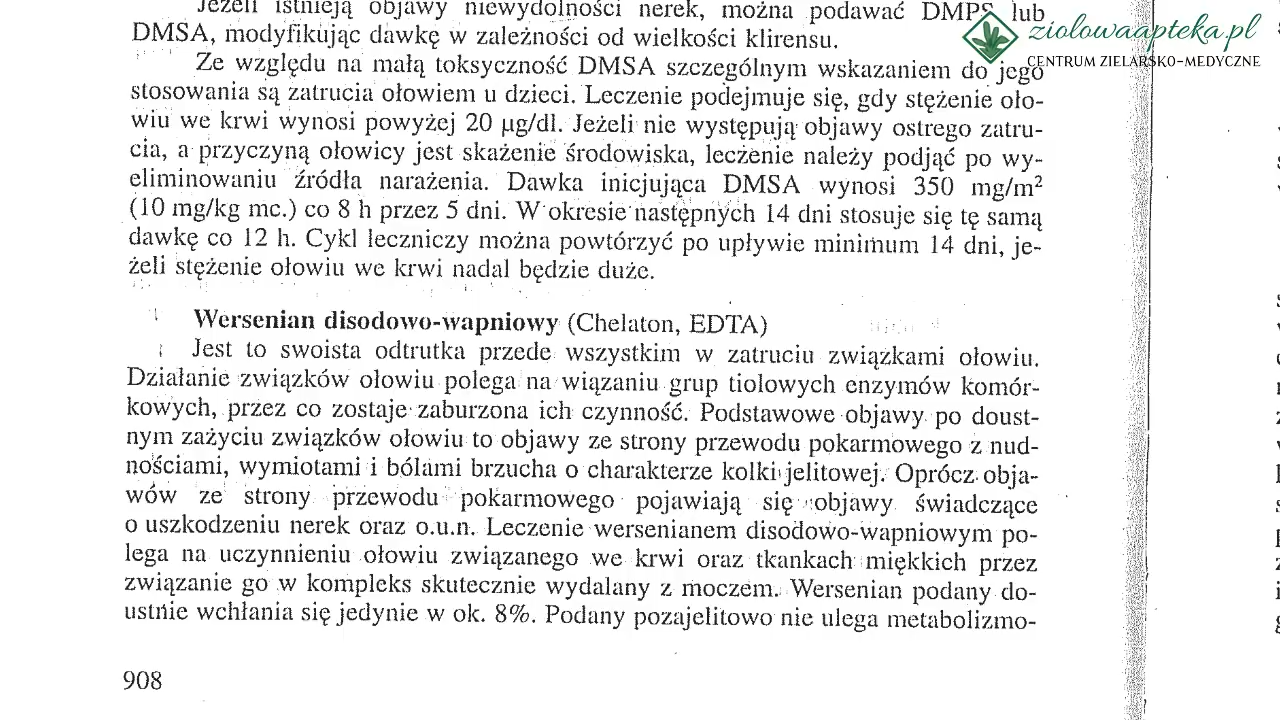 Jeżeli istnieją objawy niewydolności nerek, można podawać DMPS lub
DMSA, modyfikując dawkę w zależności od wielkości klirensu.
Ze względu na małą toksyczność DMSA szczególnym wskazaniem do jego
stosowania są zatrucia ołowiem u dzieci. Leczenie podejmuje się, gdy stężenie oło-
wiu we krwi wynosi powyżej 20 µg/dl. Jeżeli nie występują objawy ostrego zatru-
cia, a przyczyną ołowicy jest skażenie środowiska, leczenie należy podjąć po wy-
eliminowaniu źródła narażenia. Dawka inicjująca DMSA wynosi 350 mg/m²
(10 mg/kg mc.) co 8 h przez 5 dni. W okresie następnych 14 dni stosuje się tę samą
dawkę co 12 h. Cykl leczniczy można powtórzyć po upływie minimum 14 dni, je-
żeli stężenie ołowiu we krwi nadal będzie duże.
Wersenian disodowo-wapniowy (Chelaton, EDTA)
Jest to swoista odtrutka przede wszystkim w zatruciu związkami ołowiu.
Działanie związków ołowiu polega na wiązaniu grup tiolowych enzymów komór-
kowych, przez co zostaje zaburzona ich czynność. Podstawowe objawy po doust-
nym zażyciu związków ołowiu to objawy ze strony przewodu pokarmowego z nud-
nościami, wymiotami i bólami brzucha o charakterze kolki jelitowej. Oprócz obja-
wów ze strony przewodu pokarmowego pojawiają się objawy świadczące
o uszkodzeniu nerek oraz o.u.n. Leczenie wersenianem disodowo-wapniowym po-
lega na uczynnieniu ołowiu związanego we krwi oraz tkankach miękkich przez
związanie go w kompleks skutecznie wydalany z moczem. Wersenian podany do-
ustnie wchłania się jedynie w ok. 8%. Podany pozajelitowo nie ulega metabolizmo-
908
ziolowaapteka.pl
CENTRUM ZIELARSKO-MEDYCZNE